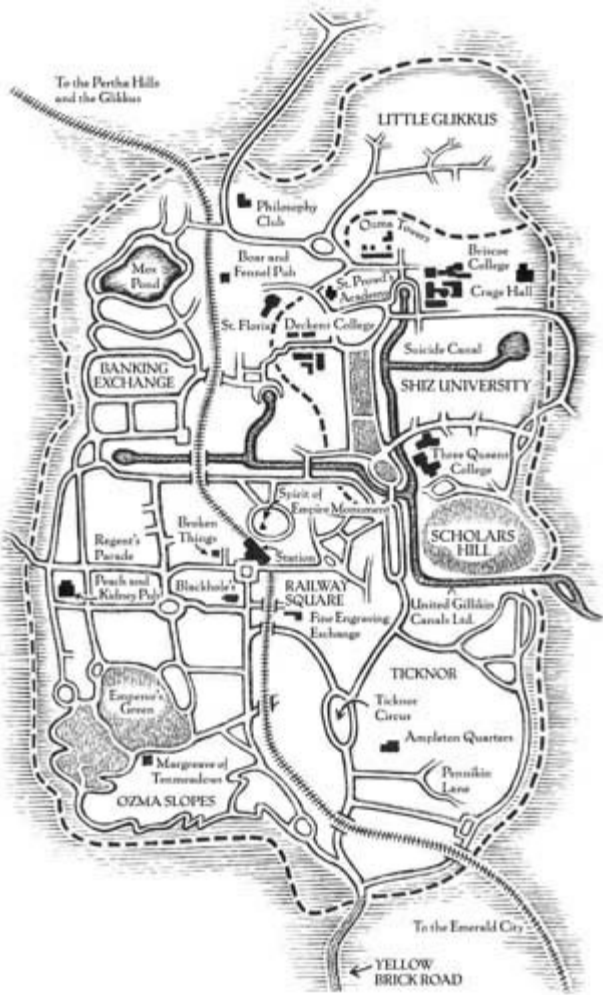 To the Pertha Hills
and the Glikkus
LITTLE GLIKKUS
Philosophy
Club
Ozma Towers
Boar and
Fennel Pub
Briscoe
College
Mos
Pond
St. Prowd's
Academy
Crage Hall
St. Floria
Deckens College
Suicide Canal
BANKING
EXCHANGE
SHIZ UNIVERSITY
Three Queens
College
Spirit of
Empire Monument
Broken
Things
SCHOLARS
HILL
Regent's
Parade
Station
Peach and
Kidney Pub
Blackhole's
RAILWAY
SQUARE
United Gillikin
Canals Ltd.
Fine Engraving
Exchange
TICKNOR
Emperor's
Green
Ticknor
Circus
Ampleton Quarters
Margreave of
Tenmeadows
Pennikin
Lane
OZMA SLOPES
To the Emerald City
YELLOW
BRICK ROAD